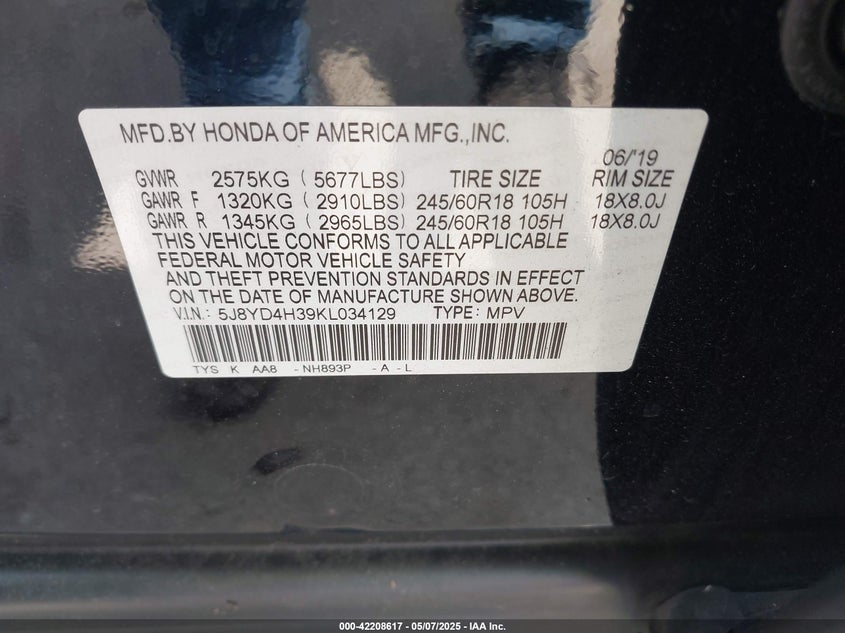 MFD.BY HONDA OF AMERICA MFG.,INC.
06/'19
GVWR 2575KG ( 5677LBS) TIRE SIZE RIM SIZE
GAWR F 1320KG ( 2910LBS) 245/60R18 105H 18X8.0J
GAWR R 1345KG ( 2965LBS) 245/60R18 105H 18X8.0J
THIS VEHICLE CONFORMS TO ALL APPLICABLE
FEDERAL MOTOR VEHICLE SAFETY
AND THEFT PREVENTION STANDARDS IN EFFECT
ON THE DATE OF MANUFACTURE SHOWN ABOVE.
V.I.N.: 5J8YD4H39KL034129 TYPE: MPV
TYS K AA8 -NH893P -A -L
000-42208617 - 05/07/2025 - IAA Inc.